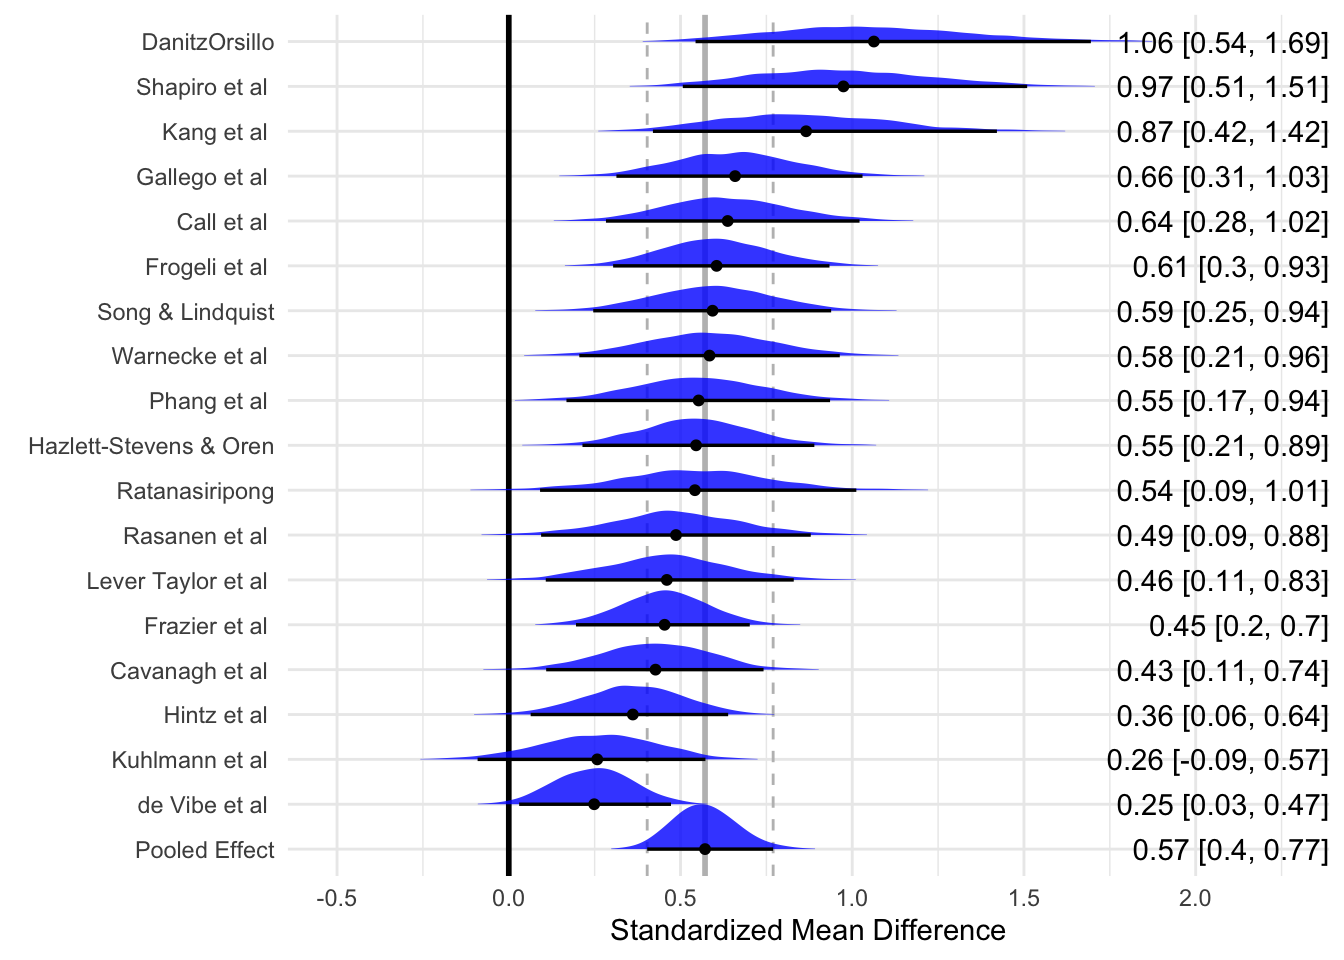 DanitzOrsillo 1.06 [0.54, 1.69]
Shapiro et al 0.97 [0.51, 1.51]
Kang et al 0.87 [0.42, 1.42]
Gallego et al 0.66 [0.31, 1.03]
Call et al 0.64 [0.28, 1.02]
Frogeli et al 0.61 [0.3, 0.93]
Song & Lindquist 0.59 [0.25, 0.94]
Warnecke et al 0.58 [0.21, 0.96]
Phang et al 0.55 [0.17, 0.94]
Hazlett-Stevens & Oren 0.55 [0.21, 0.89]
Ratanasiripong 0.54 [0.09, 1.01]
Rasanen et al 0.49 [0.09, 0.88]
Lever Taylor et al 0.46 [0.11, 0.83]
Frazier et al 0.45 [0.2, 0.7]
Cavanagh et al 0.43 [0.11, 0.74]
Hintz et al 0.36 [0.06, 0.64]
Kuhlmann et al 0.26 [-0.09, 0.57]
de Vibe et al 0.25 [0.03, 0.47]
Pooled Effect 0.57 [0.4, 0.77]
-0.5 0.0 0.5 1.0 1.5 2.0
Standardized Mean Difference